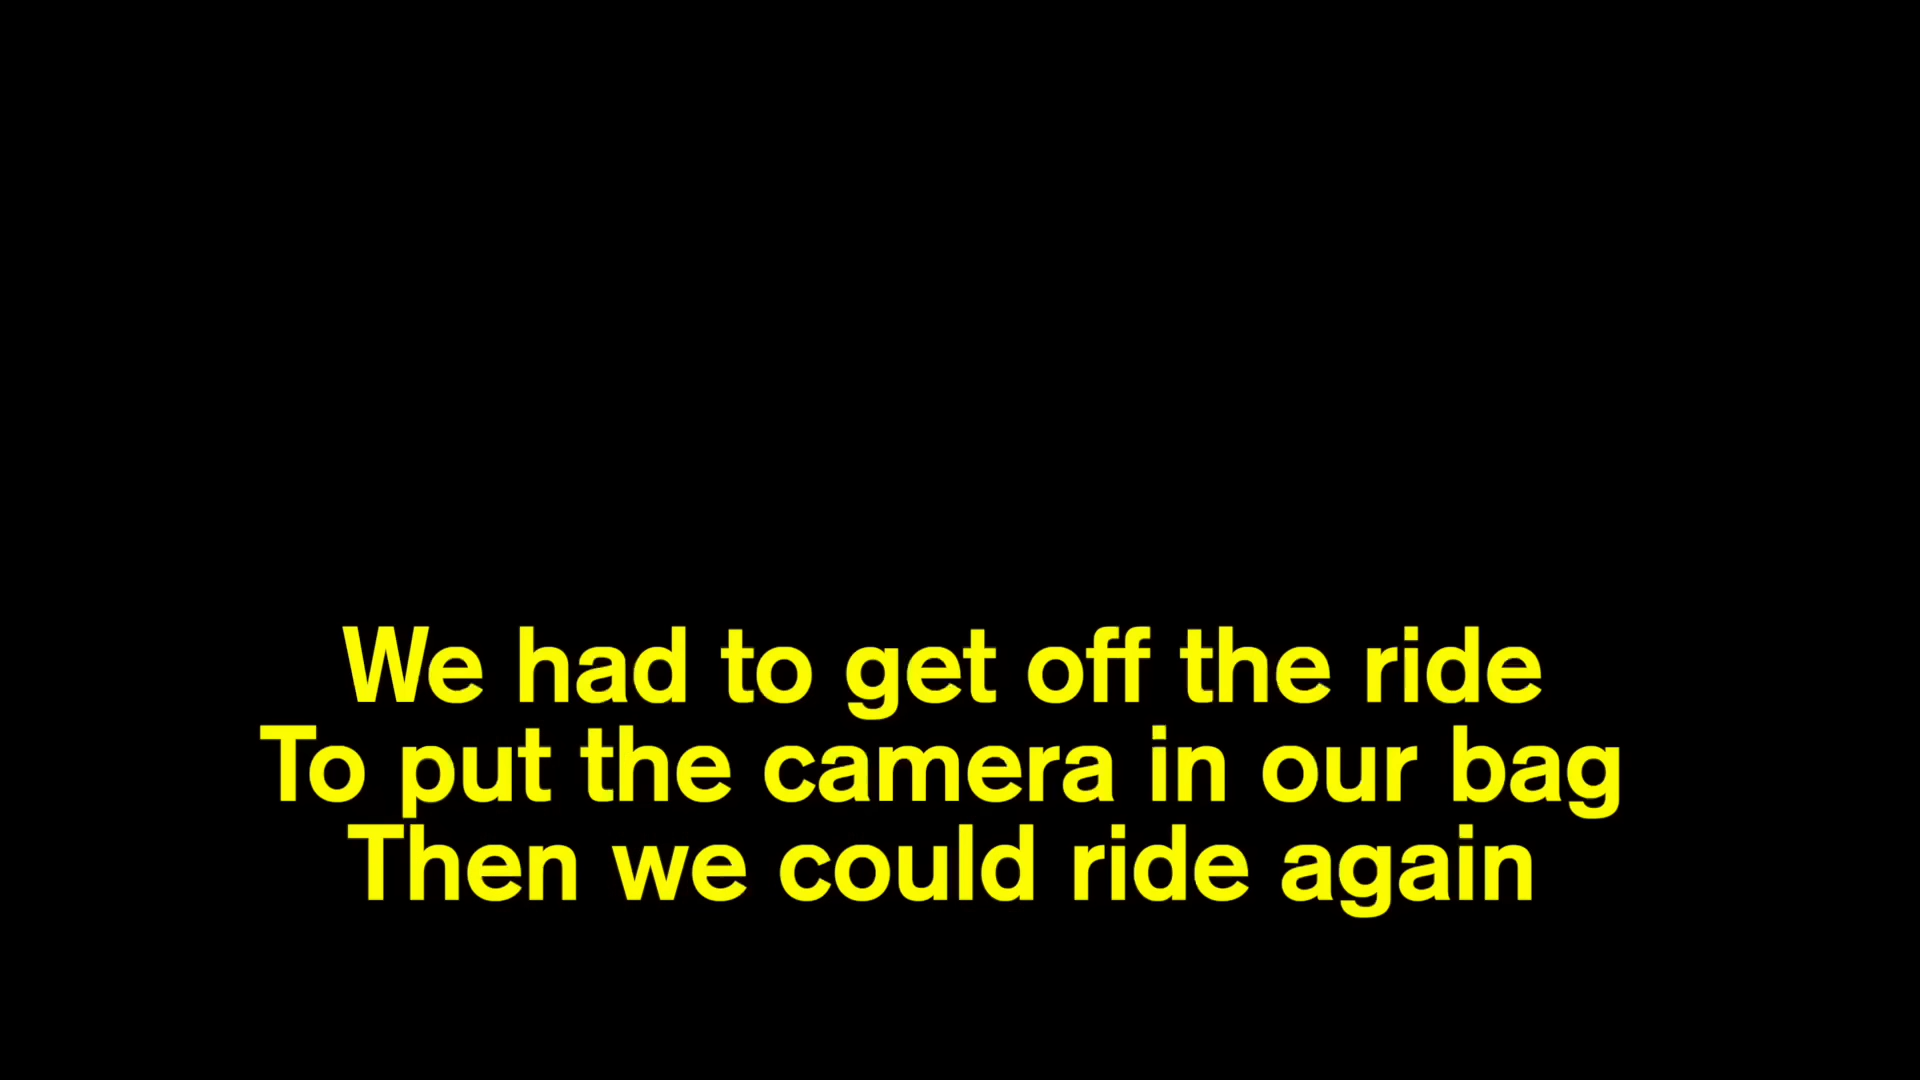 We had to get off the ride
To put the camera in our bag
Then we could ride again